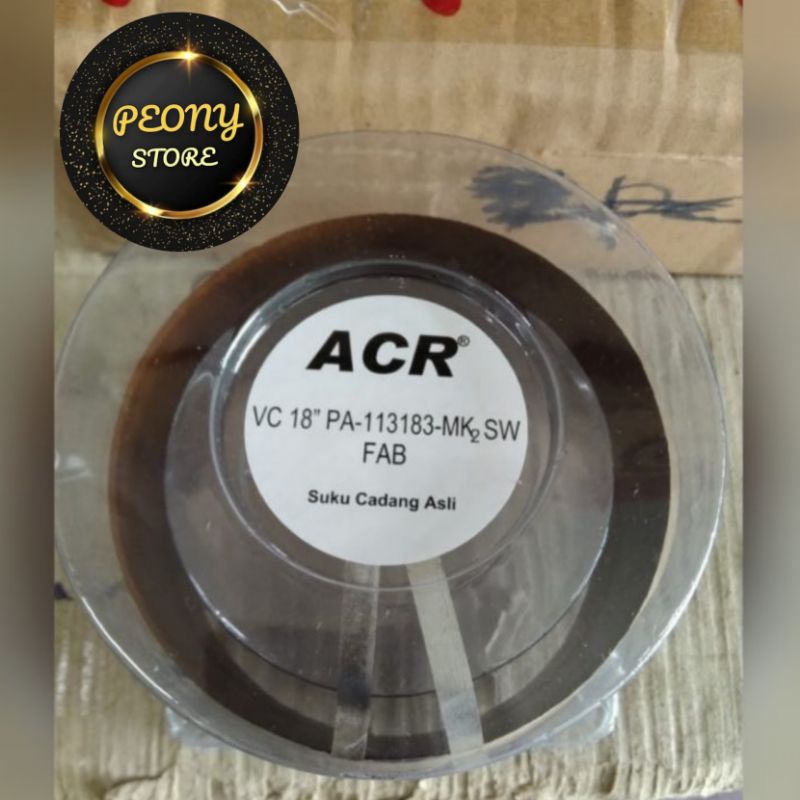 PEONY
STORE
ACR®
VC 18” PA-113183-MK₂ SW
FAB
Suku Cadang Asli